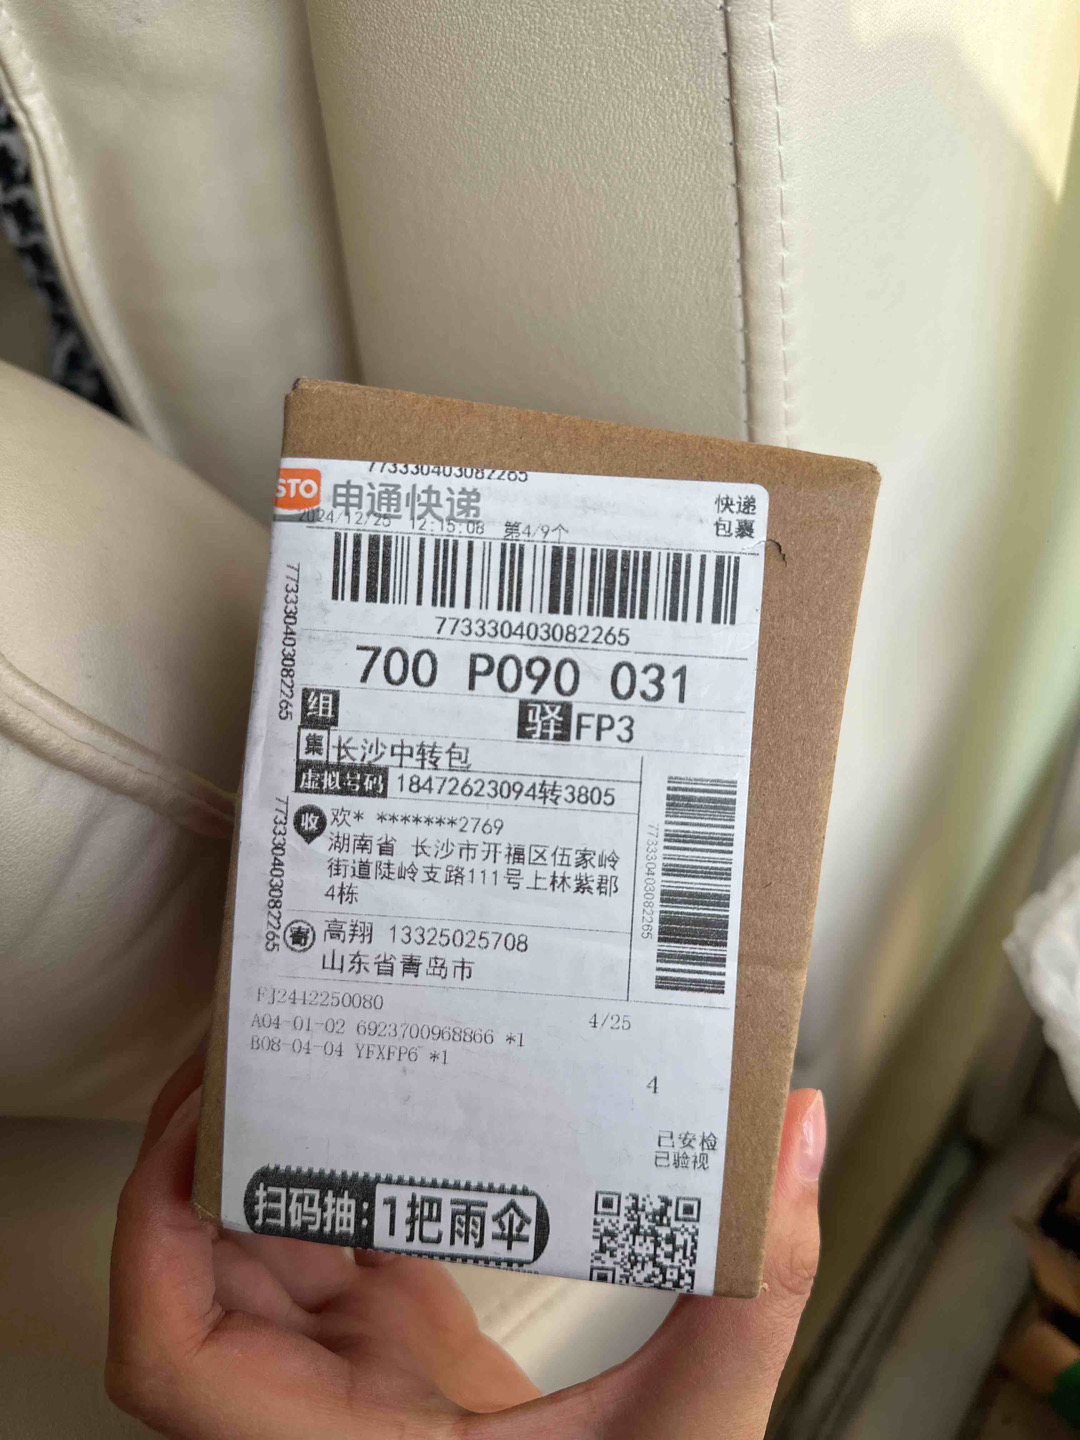 773330403082265
STO 申通快递
快递
包裹
2024/12/25 12:15:08 第4/9个
773330403082265
773330403082265
700 P090 031
组
驿 FP3
集 长沙中转包
虚拟号码 18472623094转3805
收 欢* *******2769
湖南省 长沙市开福区伍家岭
街道陡岭支路111号上林紫郡
4栋
773330403082265
773330403082265
寄 高翔 13325025708
山东省青岛市
FJ2412250080
4/25
A04-01-02 6923700968866 *1
B08-04-04 YFXFP6 *1
4
已安检
已验视
扫码抽:1把雨伞